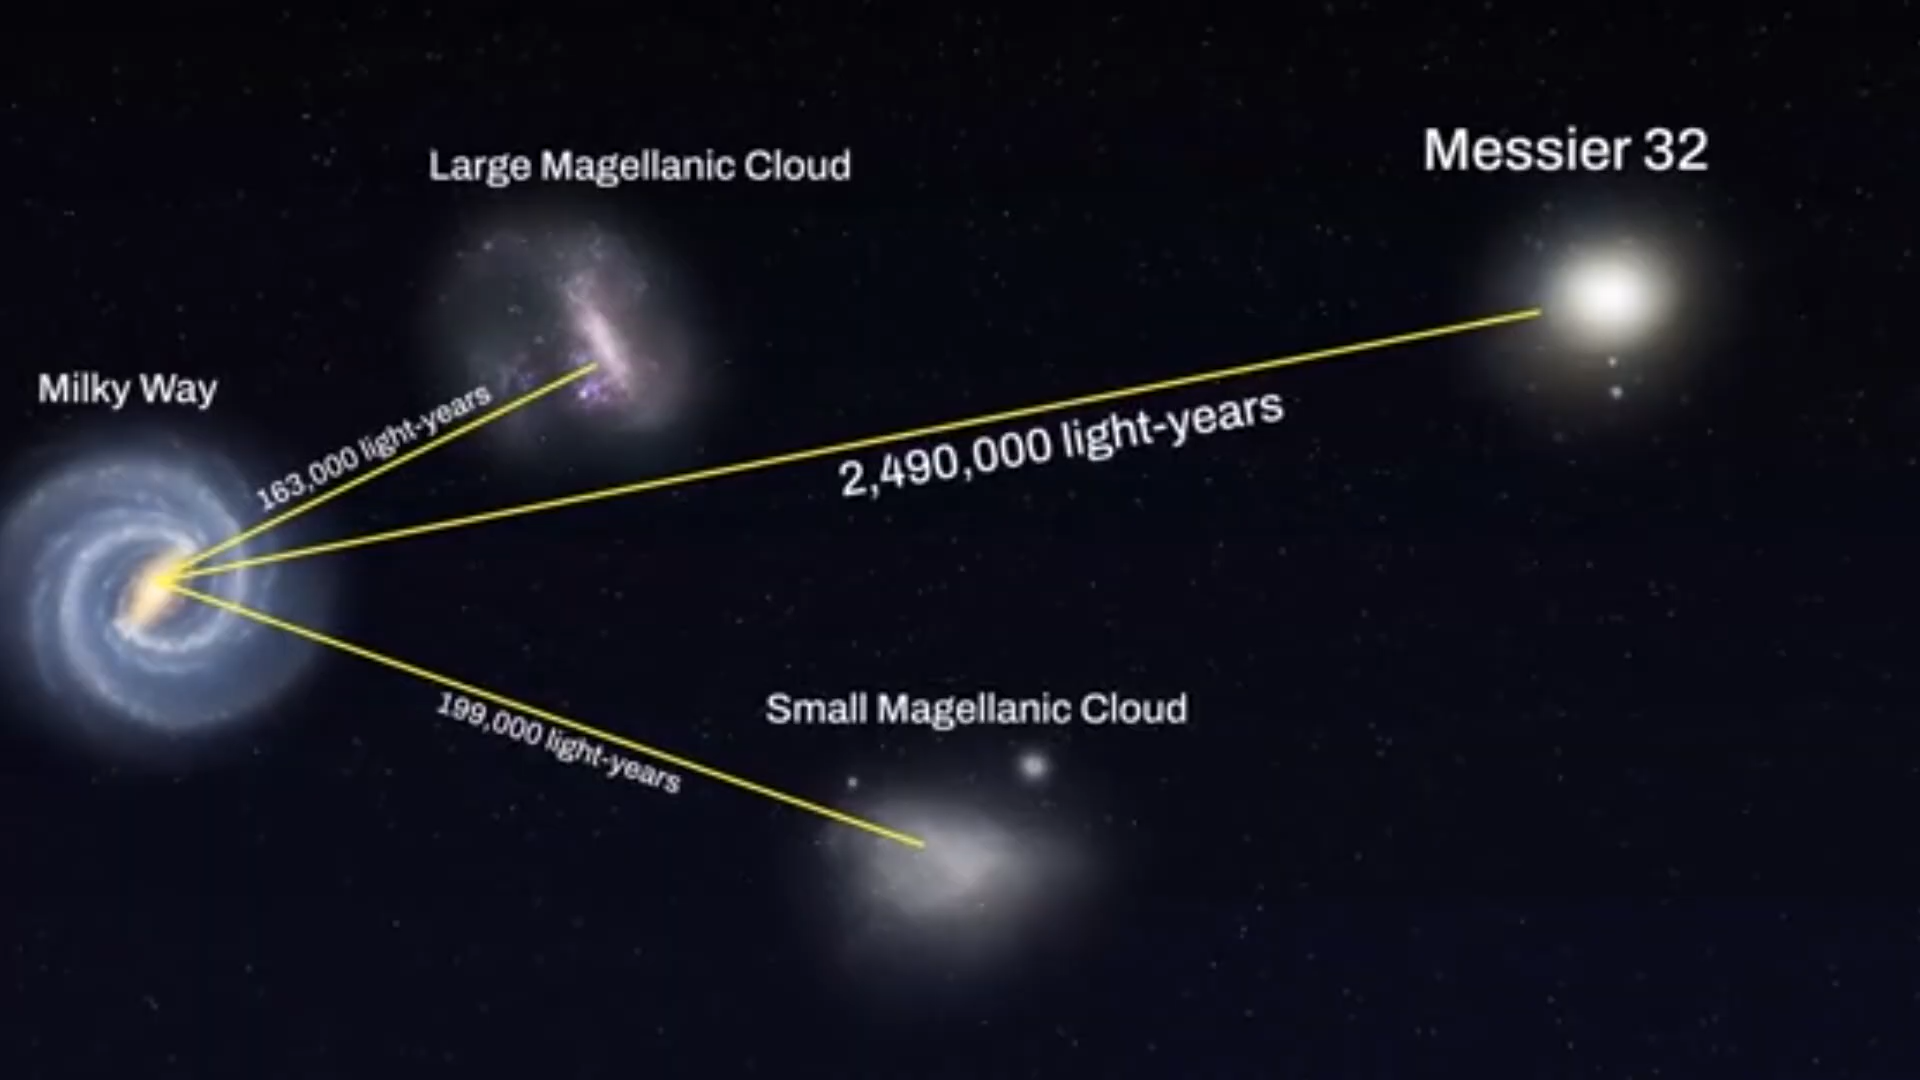 Large Magellanic Cloud
Messier 32
Milky Way
163,000 light-years
2,490,000 light-years
199,000 light-years
Small Magellanic Cloud